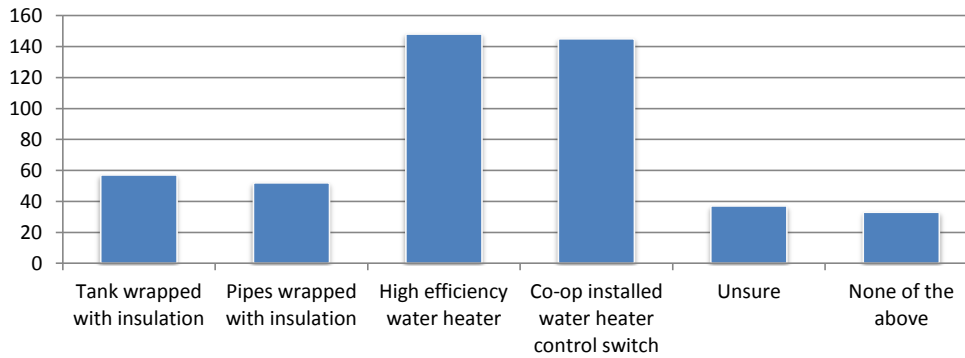 160
140
120
100
80
60
40
20
0
Tank wrapped
with insulation
Pipes wrapped
with insulation
High efficiency
water heater
Co-op installed
water heater
control switch
Unsure
None of the
above